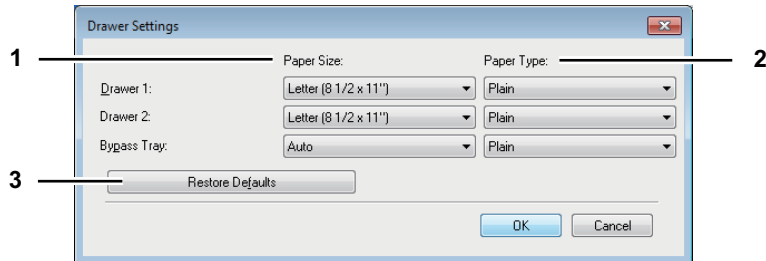 Drawer Settings
1 Paper Size: Paper Type: 2
Drawer 1: Letter (8 1/2 x 11") Plain
Drawer 2: Letter (8 1/2 x 11") Plain
Bypass Tray: Auto Plain
3 Restore Defaults
OK Cancel